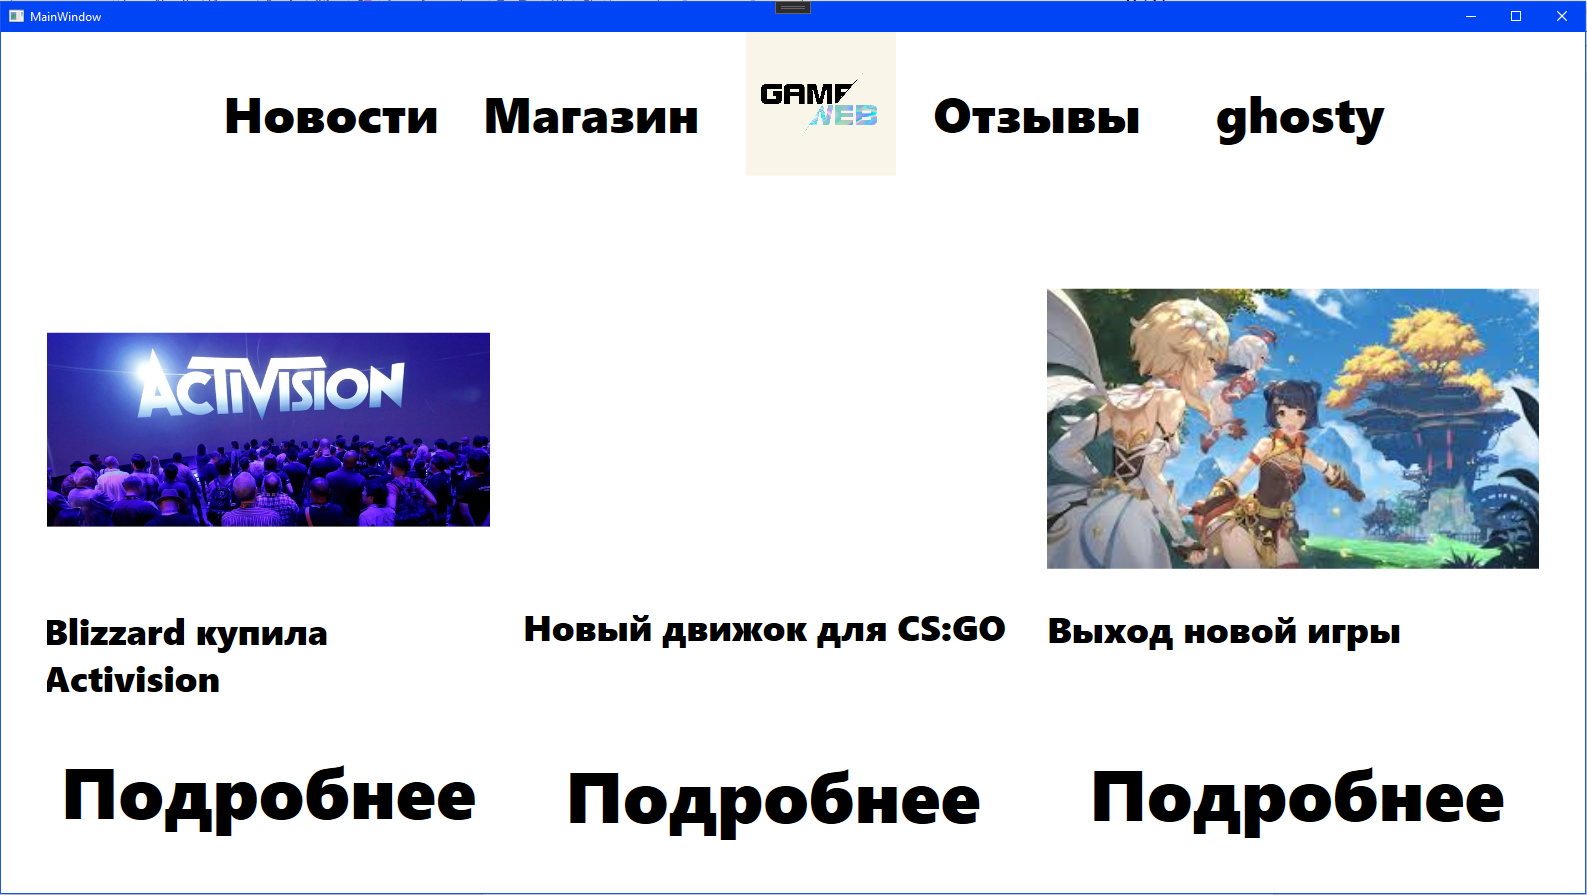 MainWindow
Новости
Магазин
GAME
WEB
Отзывы
ghosty
ACTIVISION
Blizzard купила
Activision
Новый движок для CS:GO
Выход новой игры
Подробнее
Подробнее
Подробнее